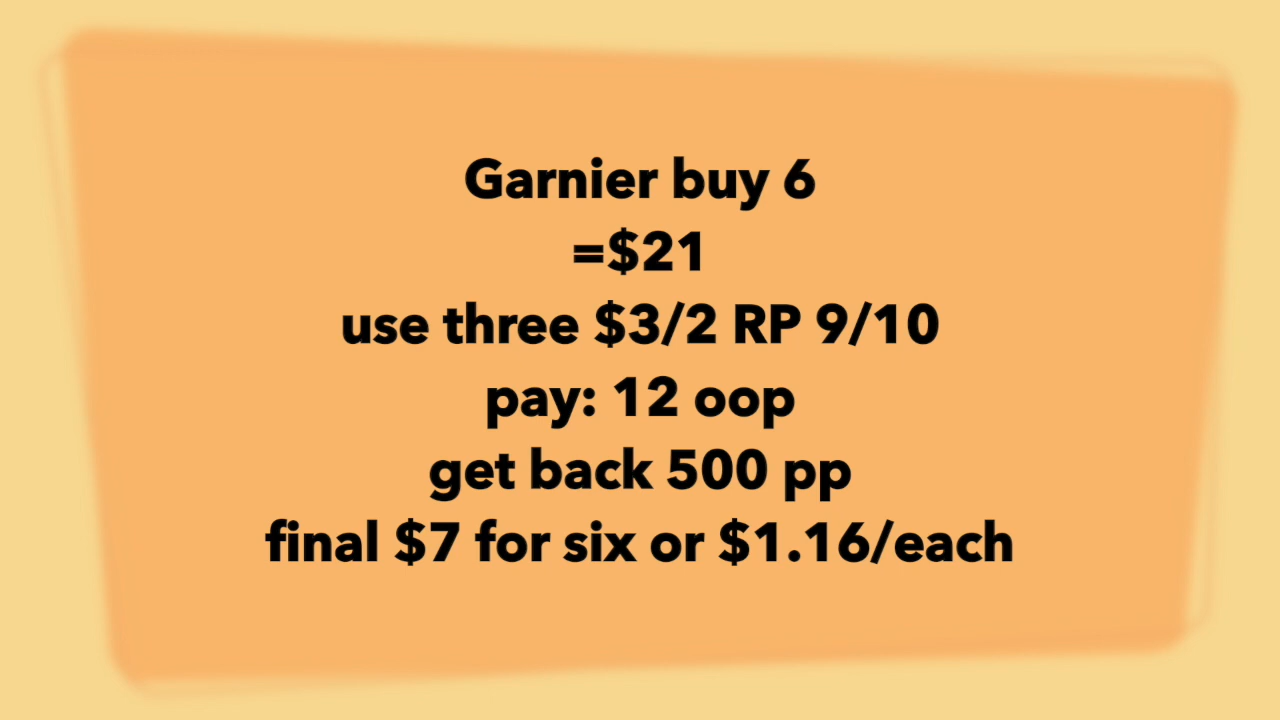 Garnier buy 6
=$21
use three $3/2 RP 9/10
pay: 12 oop
get back 500 pp
final $7 for six or $1.16/each